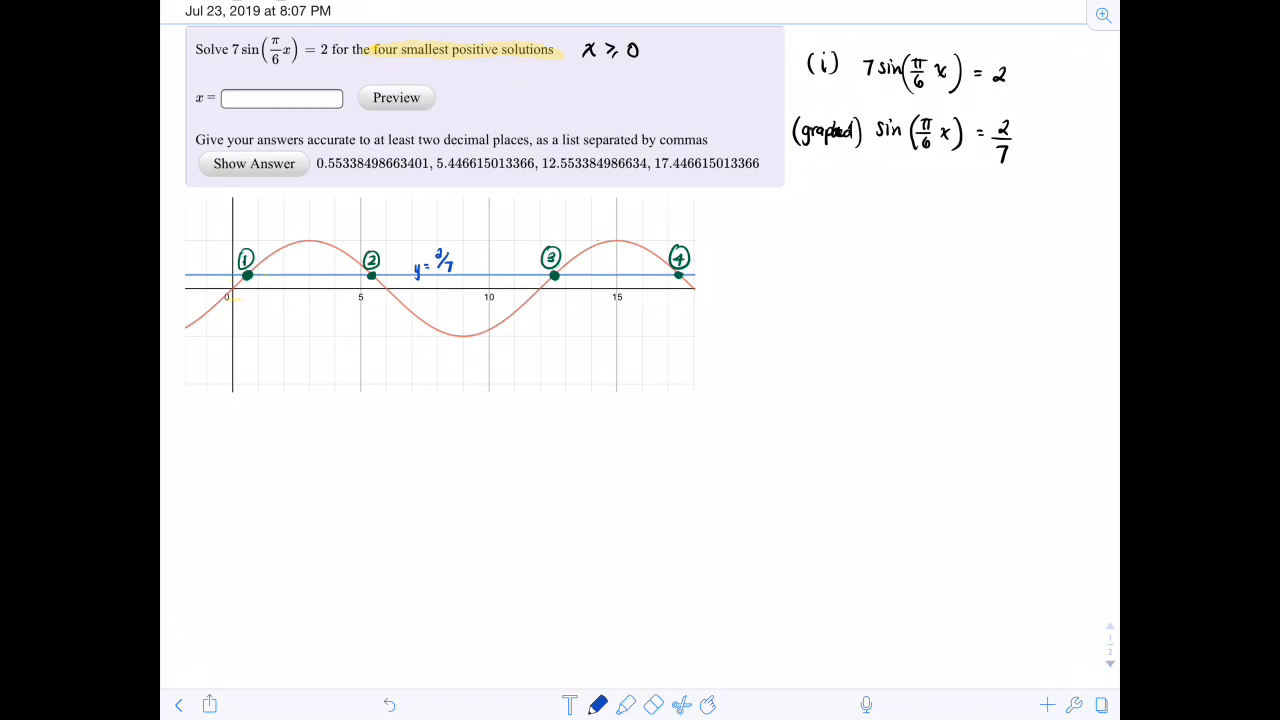 Jul 23, 2019 at 8:07 PM
Solve 7 sin(π/6 x) = 2 for the four smallest positive solutions x ≥ 0
x = Preview
Give your answers accurate to at least two decimal places, as a list separated by commas
Show Answer 0.55338498663401, 5.446615013366, 12.553384986634, 17.446615013366
(i) 7 sin(π/6 x) = 2
(graphed) sin(π/6 x) = 2/7
1 2 y = 2/7 3 4
0 5 10 15
1
2
T